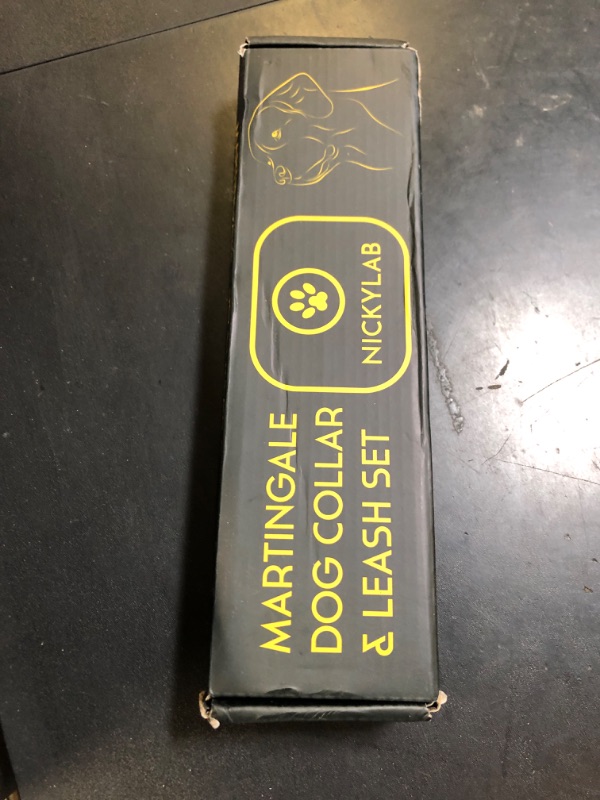 MARTINGALE
DOG COLLAR
& LEASH SET
NICKYLAB